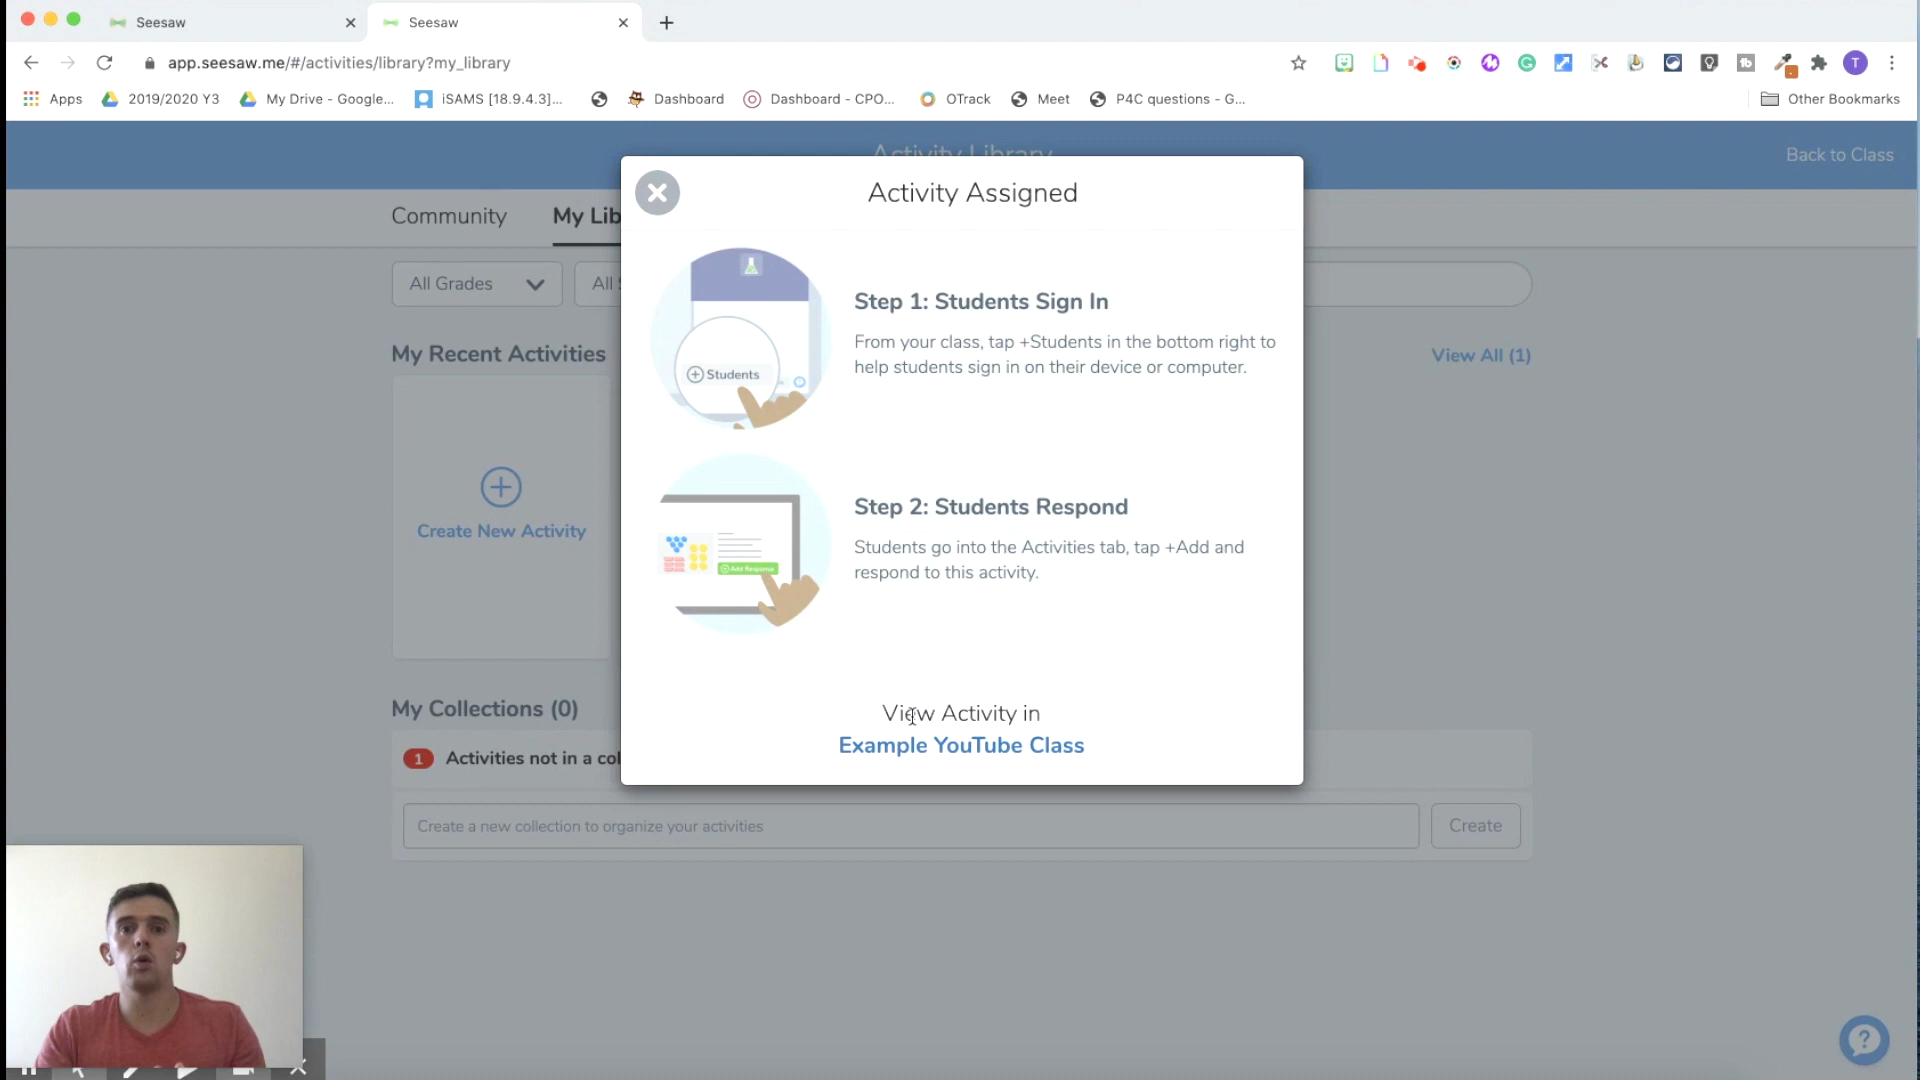 Seesaw
Seesaw
app.seesaw.me/#/activities/library?my_library
T
Apps
2019/2020 Y3
My Drive - Google...
iSAMS [18.9.4.3]...
Dashboard
Dashboard - CPO...
OTrack
Meet
P4C questions - G...
Other Bookmarks
Activity Library
Back to Class
Community
My Lib
All Grades
All
My Recent Activities
View All (1)
Create New Activity
My Collections (0)
1
Activities not in a col
Create a new collection to organize your activities
Create
Activity Assigned
Students
Step 1: Students Sign In
From your class, tap +Students in the bottom right to
help students sign in on their device or computer.
Add Response
Step 2: Students Respond
Students go into the Activities tab, tap +Add and
respond to this activity.
View Activity in
Example YouTube Class